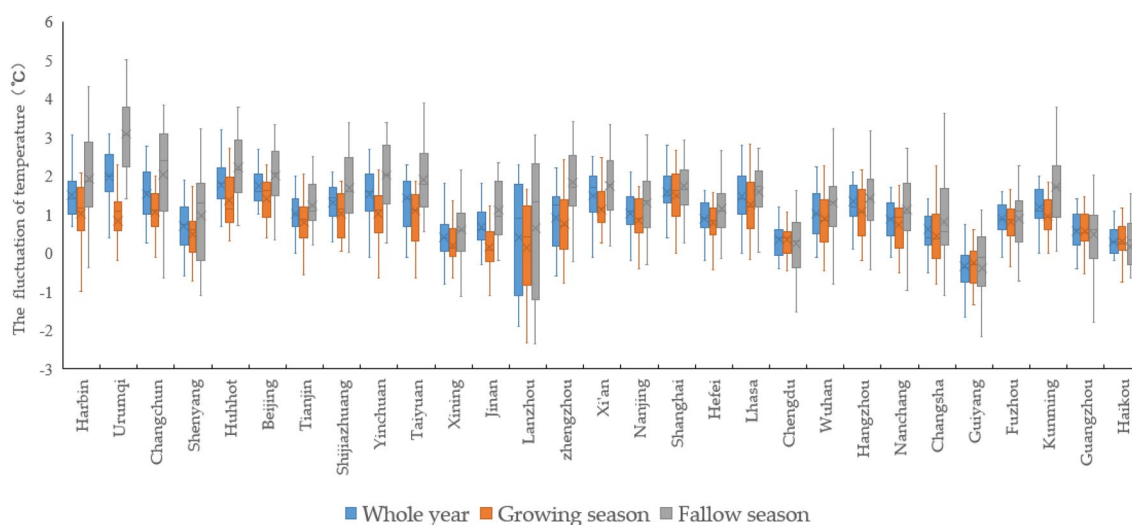 The fluctuation of temperature (℃)
6
5
4
3
2
1
0
-1
-2
-3
Harbin
Urumqi
Changchun
Shenyang
Huhhot
Beijing
Tianjin
Shijiazhuang
Yinchuan
Taiyuan
Xining
Jinan
Lanzhou
zhengzhou
Xi'an
Nanjing
Shanghai
Hefei
Lhasa
Chengdu
Wuhan
Hangzhou
Nanchang
Changsha
Guiyang
Fuzhou
Kunming
Guangzhou
Haikou
Whole year Growing season Fallow season